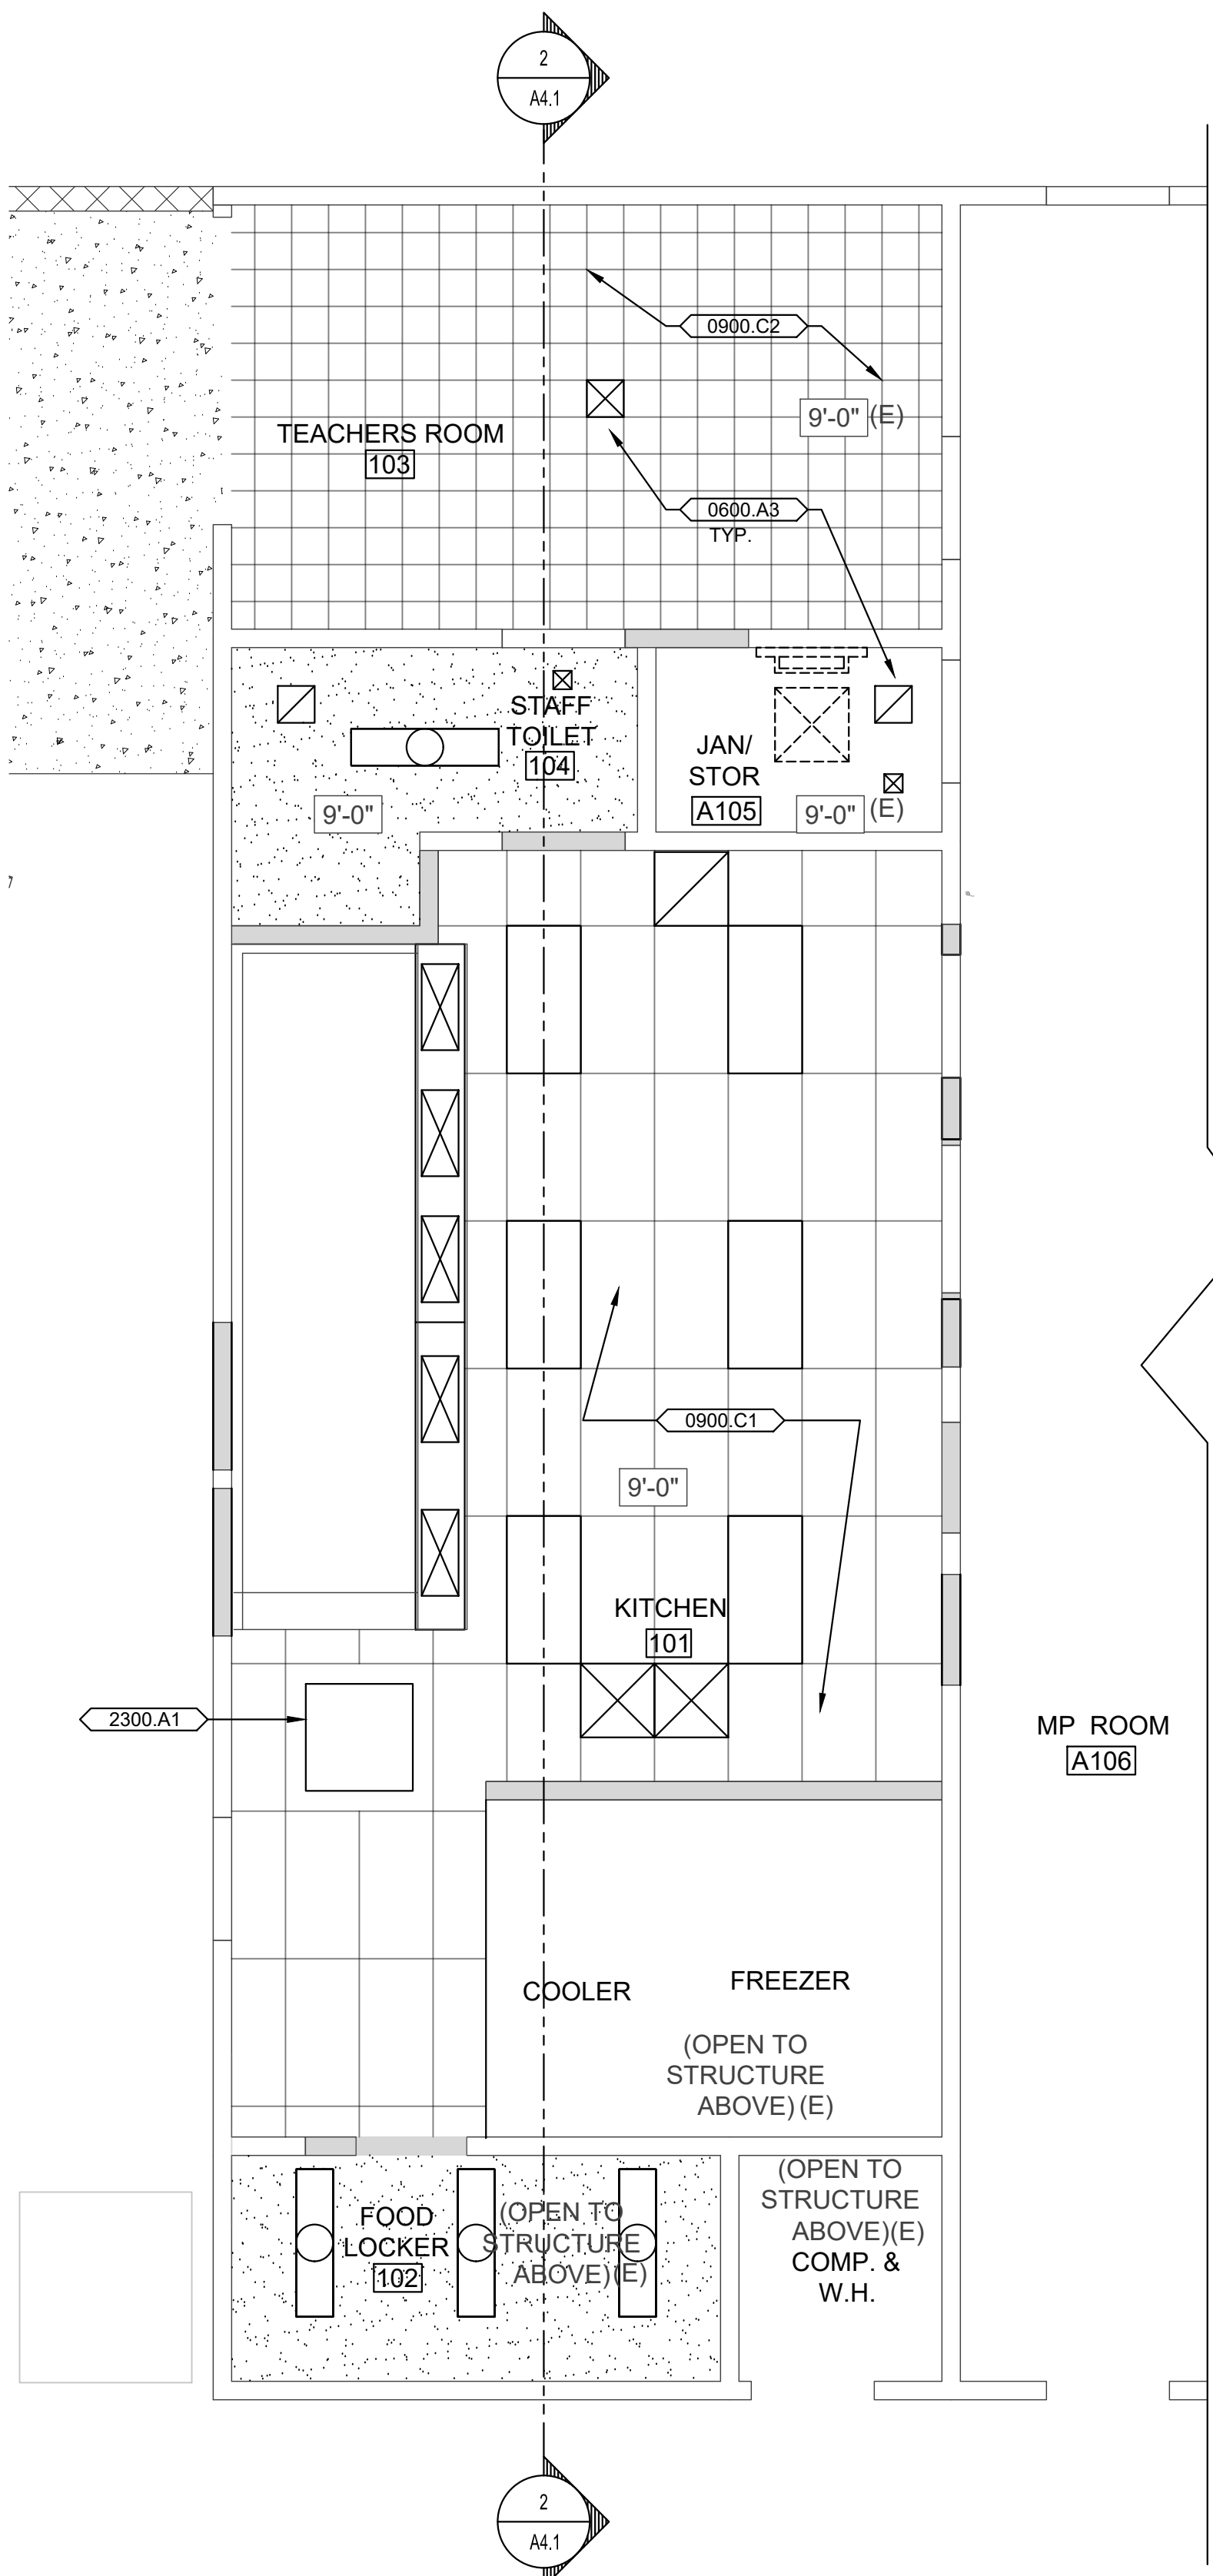 2
A4.1
0900.C2
9'-0" (E)
TEACHERS ROOM
103
0600.A3
TYP.
STAFF
TOILET
104
9'-0"
JAN/
STOR
A105
9'-0" (E)
0900.C1
9'-0"
KITCHEN
101
2300.A1
MP ROOM
A106
COOLER
FREEZER
(OPEN TO
STRUCTURE
ABOVE) (E)
FOOD
LOCKER
102
(OPEN TO
STRUCTURE
ABOVE)(E)
(OPEN TO
STRUCTURE
ABOVE)(E)
COMP. &
W.H.
2
A4.1